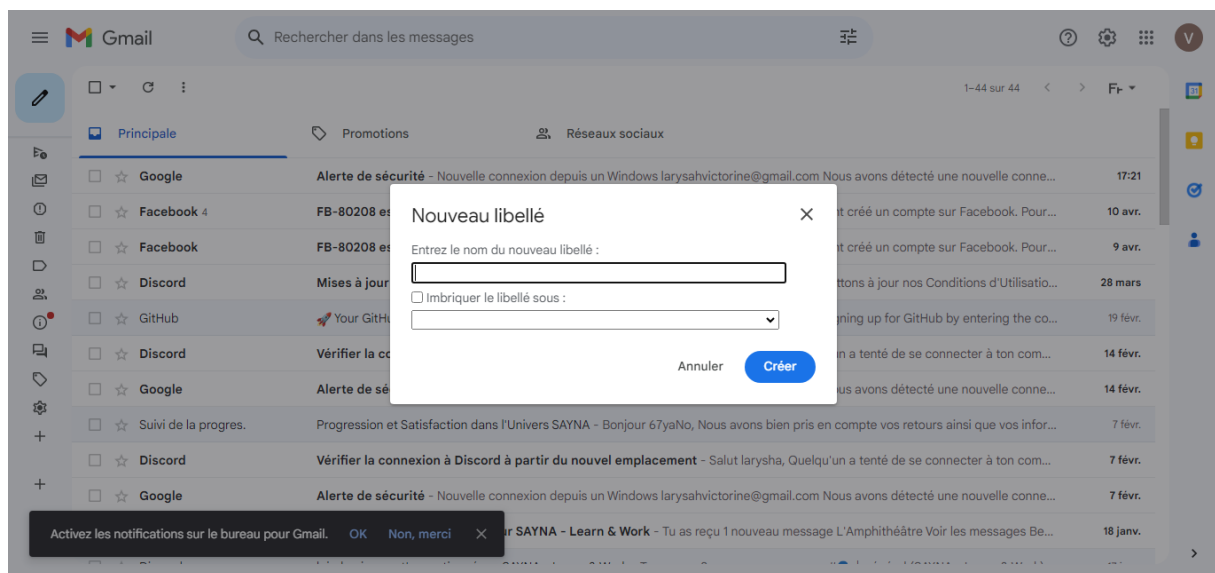 Gmail
Rechercher dans les messages
V
1–44 sur 44
Principale
Promotions
Réseaux sociaux
31
Google Alerte de sécurité - Nouvelle connexion depuis un Windows larysahvictorine@gmail.com Nous avons détecté une nouvelle conne... 17:21
Facebook 4 FB-80208 es t créé un compte sur Facebook. Pour... 10 avr.
Facebook FB-80208 es t créé un compte sur Facebook. Pour... 9 avr.
Discord Mises à jour ttons à jour nos Conditions d'Utilisatio... 28 mars
GitHub 🚀 Your GitHu gning up for GitHub by entering the co... 19 févr.
Discord Vérifier la co n a tenté de se connecter à ton com... 14 févr.
Google Alerte de sé us avons détecté une nouvelle conne... 14 févr.
Suivi de la progres. Progression et Satisfaction dans l'Univers SAYNA - Bonjour 67yaNo, Nous avons bien pris en compte vos retours ainsi que vos infor... 7 févr.
Discord Vérifier la connexion à Discord à partir du nouvel emplacement - Salut larysha, Quelqu'un a tenté de se connecter à ton com... 7 févr.
Google Alerte de sécurité - Nouvelle connexion depuis un Windows larysahvictorine@gmail.com Nous avons détecté une nouvelle conne... 7 févr.
r SAYNA - Learn & Work - Tu as reçu 1 nouveau message L'Amphithéâtre Voir les messages Be... 18 janv.
Nouveau libellé
Entrez le nom du nouveau libellé :
Imbriquer le libellé sous :
Annuler
Créer
Activez les notifications sur le bureau pour Gmail. OK Non, merci